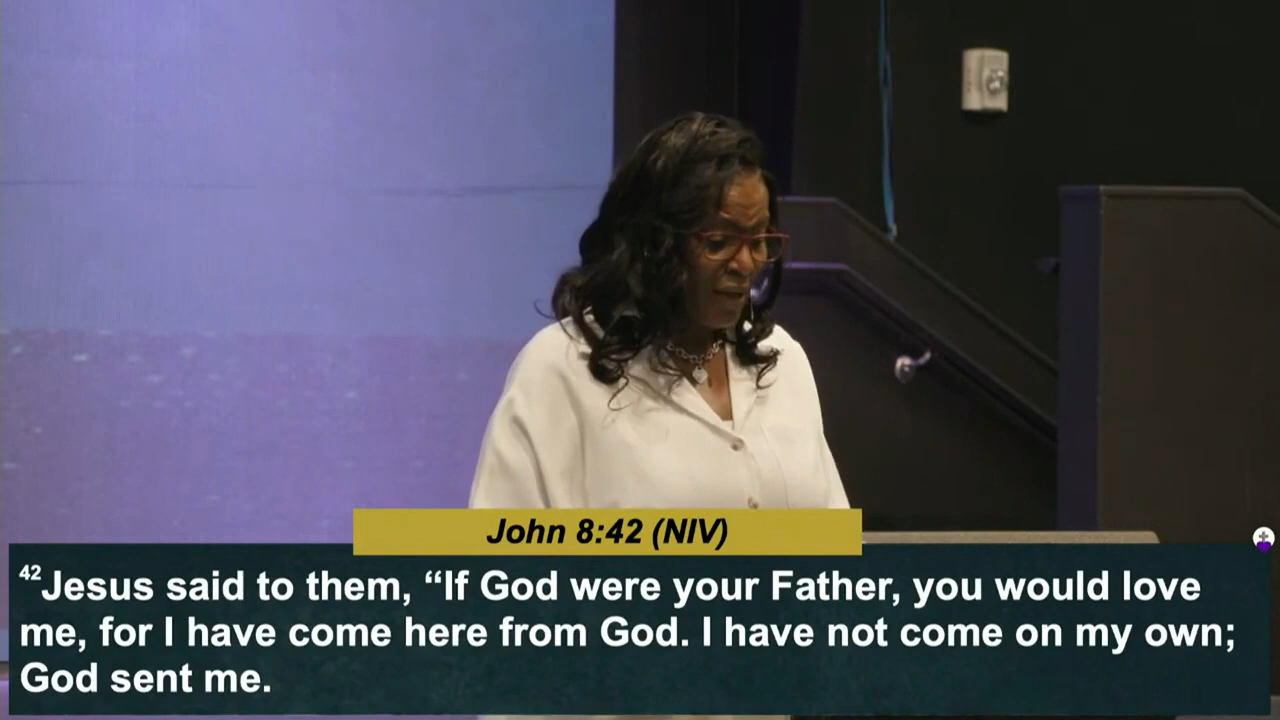 John 8:42 (NIV)
42Jesus said to them, “If God were your Father, you would love
me, for I have come here from God. I have not come on my own;
God sent me.